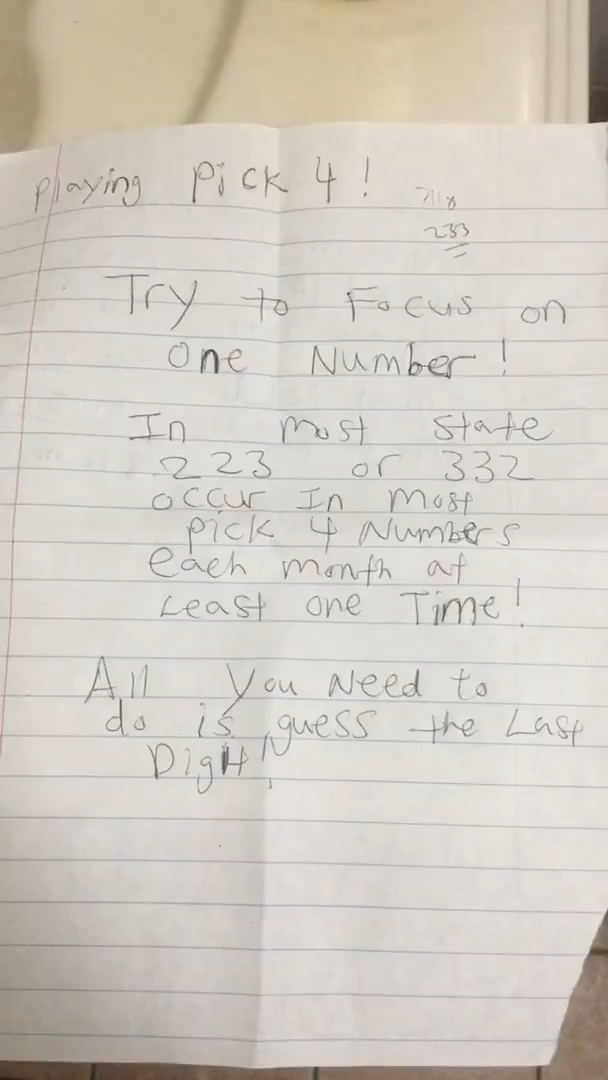 playing Pick 4!
233
Try to Focus on
One Number!
In most state
223 or 332
occur In most
pick 4 Numbers
each month at
Least one Time!
All you Need to
do is guess the Last
Digit!